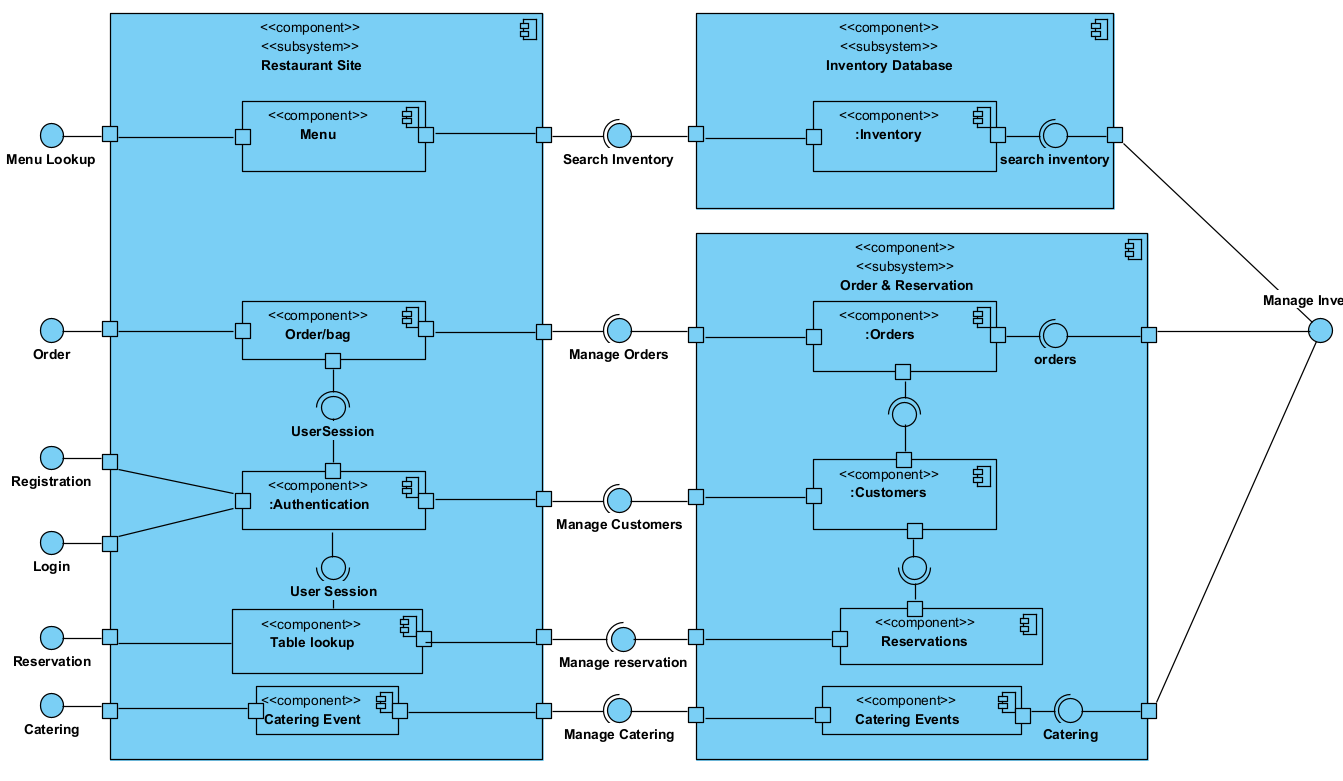 <<component>>
<<subsystem>>
Restaurant Site
<<component>>
Menu
Menu Lookup
Search Inventory
<<component>>
<<subsystem>>
Inventory Database
<<component>>
:Inventory
search inventory
<<component>>
<<subsystem>>
Order & Reservation
Manage Inve
<<component>>
Order/bag
Order
Manage Orders
<<component>>
:Orders
orders
UserSession
Registration
<<component>>
:Authentication
Manage Customers
<<component>>
:Customers
Login
User Session
<<component>>
Table lookup
Reservation
Manage reservation
<<component>>
Reservations
<<component>>
Catering Event
Catering
Manage Catering
<<component>>
Catering Events
Catering